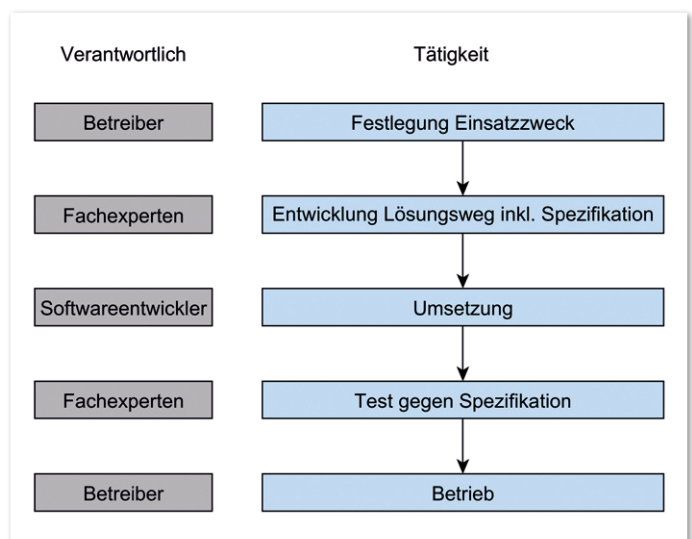 Verantwortlich Tätigkeit
Betreiber Festlegung Einsatzzweck
Fachexperten Entwicklung Lösungsweg inkl. Spezifikation
Softwareentwickler Umsetzung
Fachexperten Test gegen Spezifikation
Betreiber Betrieb